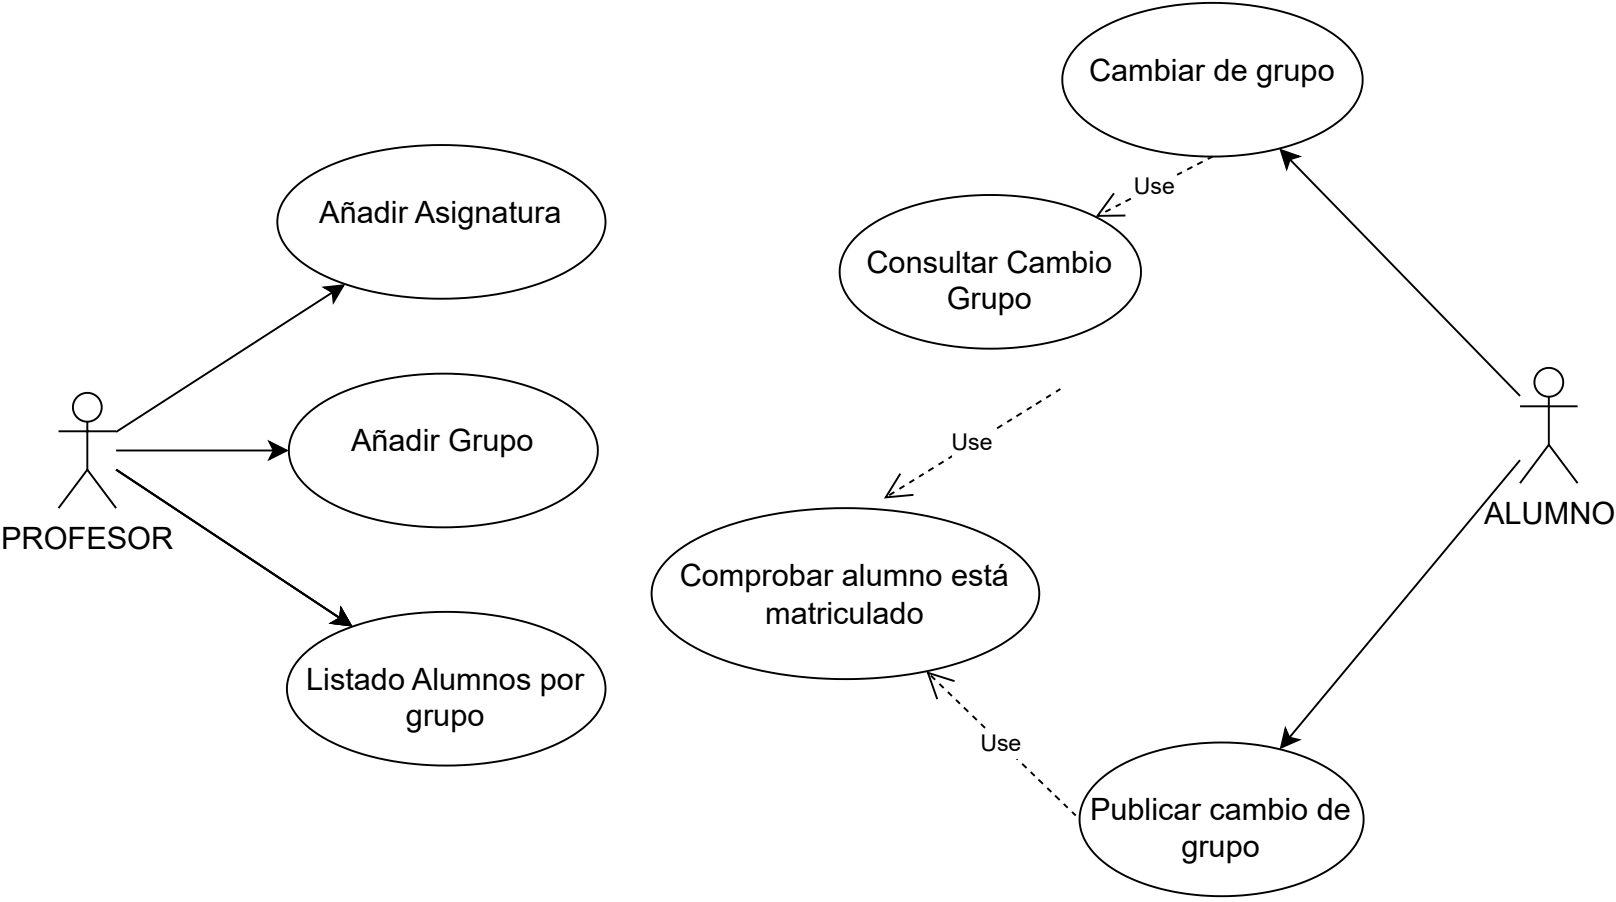 Cambiar de grupo
Use
Añadir Asignatura
Consultar Cambio
Grupo
Añadir Grupo
Use
PROFESOR
ALUMNO
Comprobar alumno está
matriculado
Listado Alumnos por
grupo
Use
Publicar cambio de
grupo